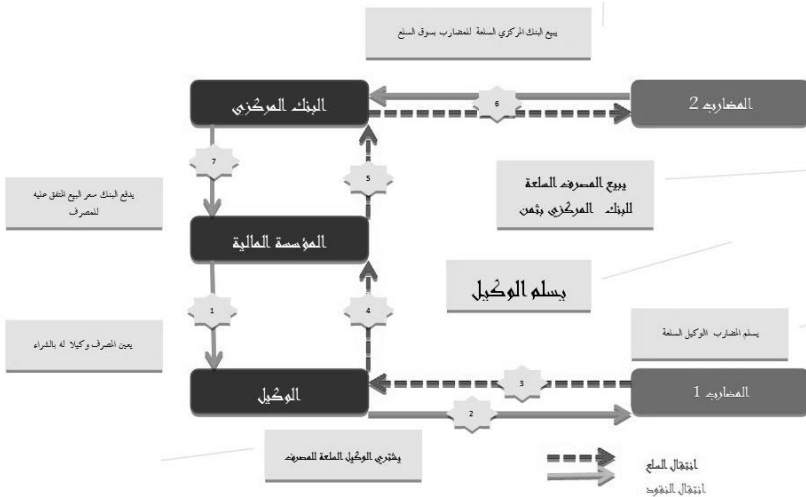 يبيع البنك المركزي السلعة للمضارب بسوق السلع
البنك المركزي
6
المضارب 2
7
5
يدفع البنك سعر البيع المتفق عليه
للمصرف
يبيع المصرف السلعة
للبنك المركزي بثمن
المؤسسة المالية
يسلم الوكيل
1
4
يعين المصرف وكيلا له بالشراء
يسلم المضارب الوكيل السلعة
الوكيل
3
المضارب 1
2
يشتري الوكيل السلعة للمصرف
انتقال السلع
انتقال النقود